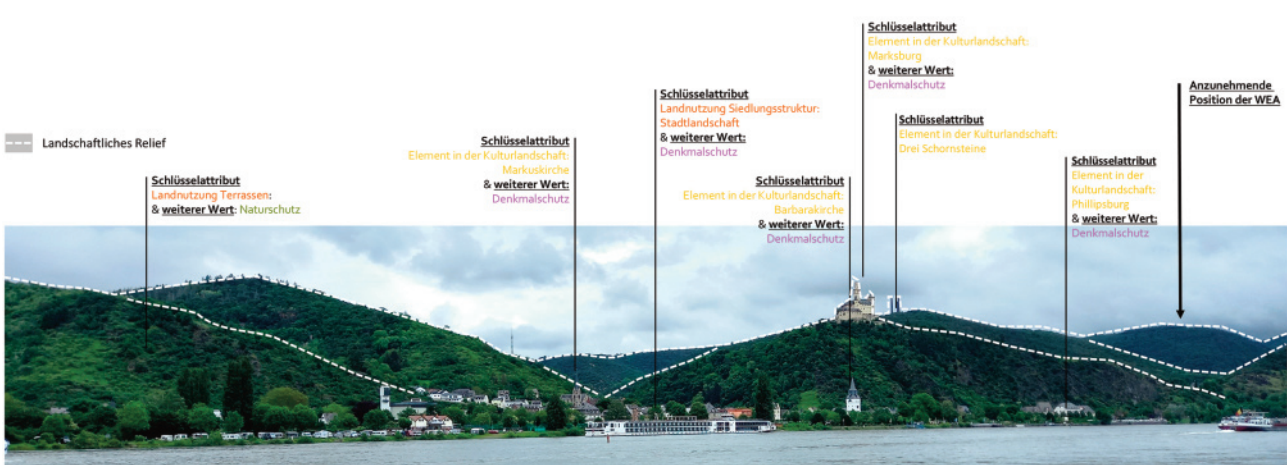 Landschaftliches Relief
Schlüsselattribut
Landnutzung Terrassen:
& weiterer Wert: Naturschutz
Schlüsselattribut
Element in der Kulturlandschaft:
Markuskirche
& weiterer Wert:
Denkmalschutz
Schlüsselattribut
Landnutzung Siedlungsstruktur:
Stadtlandschaft
& weiterer Wert:
Denkmalschutz
Schlüsselattribut
Element in der Kulturlandschaft:
Barbarakirche
& weiterer Wert:
Denkmalschutz
Schlüsselattribut
Element in der Kulturlandschaft:
Marksburg
& weiterer Wert:
Denkmalschutz
Schlüsselattribut
Element in der Kulturlandschaft:
Drei Schornsteine
Schlüsselattribut
Element in der
Kulturlandschaft:
Phillipsburg
& weiterer Wert:
Denkmalschutz
Anzunehmende
Position der WEA